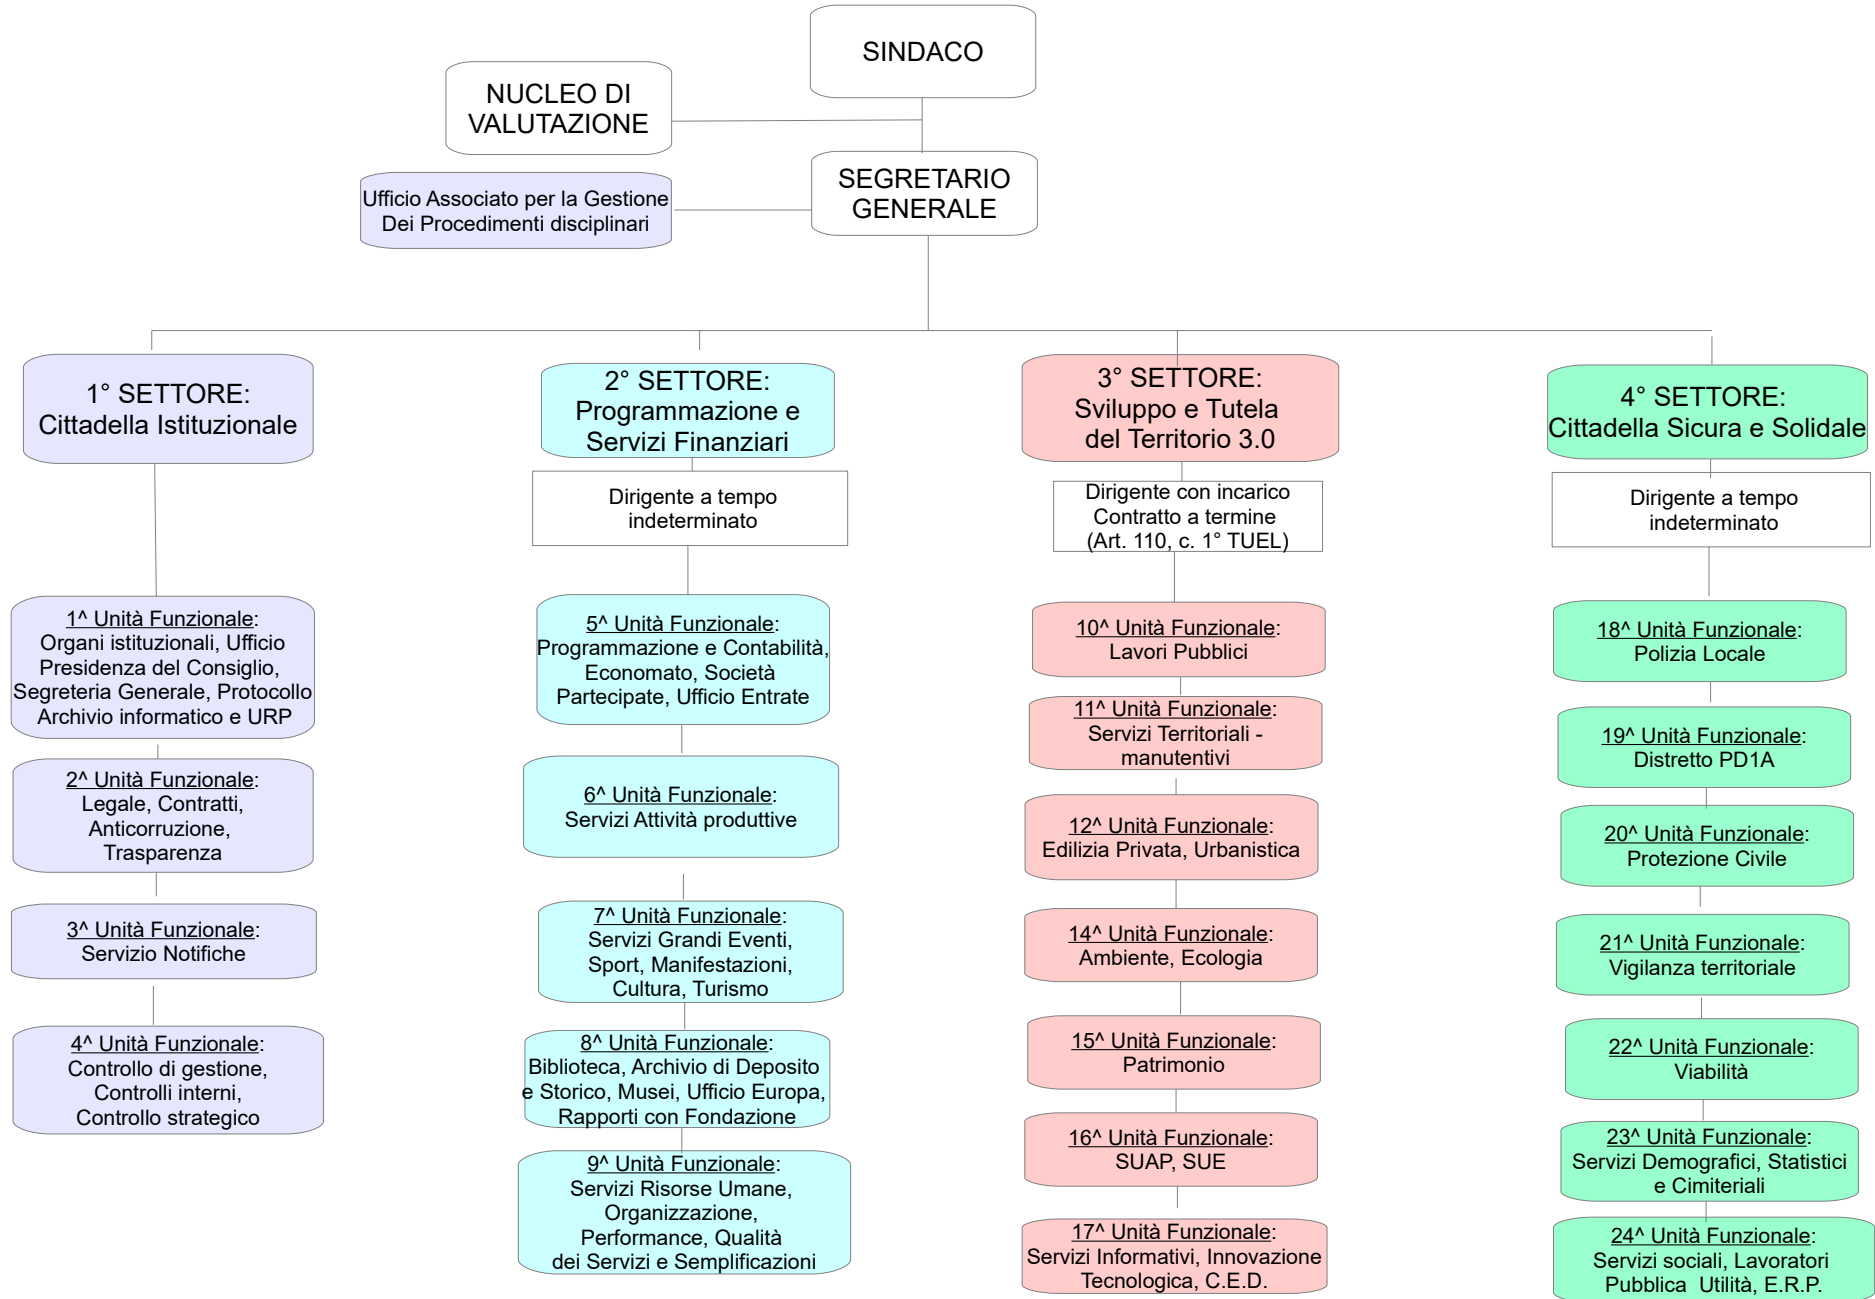 SINDACO
NUCLEO DI
VALUTAZIONE
SEGRETARIO
GENERALE
Ufficio Associato per la Gestione
Dei Procedimenti disciplinari
1° SETTORE:
Cittadella Istituzionale
1^ Unità Funzionale:
Organi istituzionali, Ufficio
Presidenza del Consiglio,
Segreteria Generale, Protocollo
Archivio informatico e URP
2^ Unità Funzionale:
Legale, Contratti,
Anticorruzione,
Trasparenza
3^ Unità Funzionale:
Servizio Notifiche
4^ Unità Funzionale:
Controllo di gestione,
Controlli interni,
Controllo strategico
2° SETTORE:
Programmazione e
Servizi Finanziari
Dirigente a tempo
indeterminato
5^ Unità Funzionale:
Programmazione e Contabilità,
Economato, Società
Partecipate, Ufficio Entrate
6^ Unità Funzionale:
Servizi Attività produttive
7^ Unità Funzionale:
Servizi Grandi Eventi,
Sport, Manifestazioni,
Cultura, Turismo
8^ Unità Funzionale:
Biblioteca, Archivio di Deposito
e Storico, Musei, Ufficio Europa,
Rapporti con Fondazione
9^ Unità Funzionale:
Servizi Risorse Umane,
Organizzazione,
Performance, Qualità
dei Servizi e Semplificazioni
3° SETTORE:
Sviluppo e Tutela
del Territorio 3.0
Dirigente con incarico
Contratto a termine
(Art. 110, c. 1° TUEL)
10^ Unità Funzionale:
Lavori Pubblici
11^ Unità Funzionale:
Servizi Territoriali -
manutentivi
12^ Unità Funzionale:
Edilizia Privata, Urbanistica
14^ Unità Funzionale:
Ambiente, Ecologia
15^ Unità Funzionale:
Patrimonio
16^ Unità Funzionale:
SUAP, SUE
17^ Unità Funzionale:
Servizi Informativi, Innovazione
Tecnologica, C.E.D.
4° SETTORE:
Cittadella Sicura e Solidale
Dirigente a tempo
indeterminato
18^ Unità Funzionale:
Polizia Locale
19^ Unità Funzionale:
Distretto PD1A
20^ Unità Funzionale:
Protezione Civile
21^ Unità Funzionale:
Vigilanza territoriale
22^ Unità Funzionale:
Viabilità
23^ Unità Funzionale:
Servizi Demografici, Statistici
e Cimiteriali
24^ Unità Funzionale:
Servizi sociali, Lavoratori
Pubblica Utilità, E.R.P.